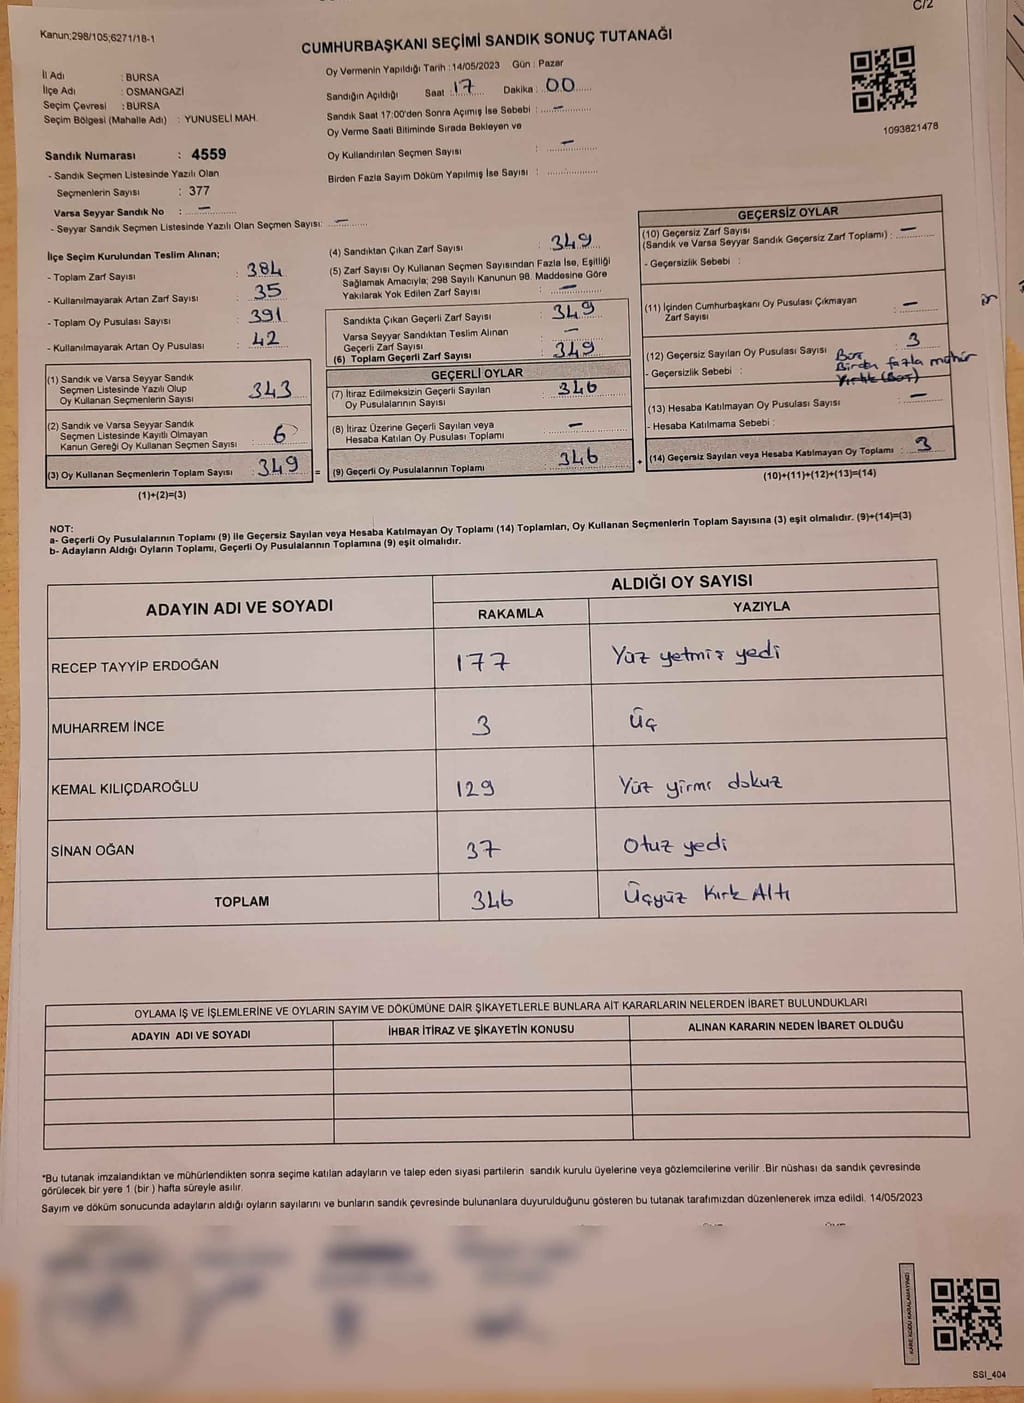 C/2
Kanun;298/105;6271/18-1
CUMHURBAŞKANI SEÇİMİ SANDIK SONUÇ TUTANAĞI
İl Adı : BURSA
İlçe Adı : OSMANGAZİ
Seçim Çevresi : BURSA
Seçim Bölgesi (Mahalle Adı) : YUNUSELİ MAH.
Sandık Numarası : 4559
- Sandık Seçmen Listesinde Yazılı Olan
Seçmenlerin Sayısı : 377
Varsa Seyyar Sandık No : —
- Seyyar Sandık Seçmen Listesinde Yazılı Olan Seçmen Sayısı: —
Oy Vermenin Yapıldığı Tarih : 14/05/2023 Gün : Pazar
Sandığın Açıldığı Saat : 17 Dakika : 00
Sandık Saat 17:00'den Sonra Açımış İse Sebebi : —
Oy Verme Saati Bitiminde Sırada Bekleyen ve
Oy Kullandırılan Seçmen Sayısı : —
Birden Fazla Sayım Döküm Yapılmış İse Sayısı :
1093821478
İlçe Seçim Kurulundan Teslim Alınan;
- Toplam Zarf Sayısı : 384
- Kullanılmayarak Artan Zarf Sayısı : 35
- Toplam Oy Pusulası Sayısı : 391
- Kullanılmayarak Artan Oy Pusulası : 42
(1) Sandık ve Varsa Seyyar Sandık
Seçmen Listesinde Yazılı Olup
Oy Kullanan Seçmenlerin Sayısı : 343
(2) Sandık ve Varsa Seyyar Sandık
Seçmen Listesinde Kayıtlı Olmayan
Kanun Gereği Oy Kullanan Seçmen Sayısı : 6
(3) Oy Kullanan Seçmenlerin Toplam Sayısı : 349 =
(1)+(2)=(3)
(4) Sandıktan Çıkan Zarf Sayısı : 349
(5) Zarf Sayısı Oy Kullanan Seçmen Sayısından Fazla İse, Eşitliği
Sağlamak Amacıyla; 298 Sayılı Kanunun 98. Maddesine Göre
Yakılarak Yok Edilen Zarf Sayısı : —
Sandıkta Çıkan Geçerli Zarf Sayısı : 349
Varsa Seyyar Sandıktan Teslim Alınan
Geçerli Zarf Sayısı : —
(6) Toplam Geçerli Zarf Sayısı : 349
GEÇERLİ OYLAR
(7) İtiraz Edilmeksizin Geçerli Sayılan
Oy Pusulalarının Sayısı : 346
(8) İtiraz Üzerine Geçerli Sayılan veya
Hesaba Katılan Oy Pusulası Toplamı : —
(9) Geçerli Oy Pusulalarının Toplamı : 346 +
GEÇERSİZ OYLAR
(10) Geçersiz Zarf Sayısı
(Sandık ve Varsa Seyyar Sandık Geçersiz Zarf Toplamı) : —
- Geçersizlik Sebebi :
(11) İçinden Cumhurbaşkanı Oy Pusulası Çıkmayan
Zarf Sayısı : —
(12) Geçersiz Sayılan Oy Pusulası Sayısı : 3
- Geçersizlik Sebebi : Boş
Birden fazla mühür
Yırtık (Boş)
(13) Hesaba Katılmayan Oy Pusulası Sayısı : —
- Hesaba Katılmama Sebebi :
(14) Geçersiz Sayılan veya Hesaba Katılmayan Oy Toplamı : 3
(10)+(11)+(12)+(13)=(14)
NOT:
a- Geçerli Oy Pusulalarının Toplamı (9) ile Geçersiz Sayılan veya Hesaba Katılmayan Oy Toplamı (14) Toplamları, Oy Kullanan Seçmenlerin Toplam Sayısına (3) eşit olmalıdır. (9)+(14)=(3)
b- Adayların Aldığı Oyların Toplamı, Geçerli Oy Pusulalarının Toplamına (9) eşit olmalıdır.
ADAYIN ADI VE SOYADI
ALDIĞI OY SAYISI
RAKAMLA YAZIYLA
RECEP TAYYİP ERDOĞAN 177 Yüz yetmiş yedi
MUHARREM İNCE 3 Üç
KEMAL KILIÇDAROĞLU 129 Yüz yirmi dokuz
SİNAN OĞAN 37 Otuz yedi
TOPLAM 346 Üçyüz Kırk Altı
OYLAMA İŞ VE İŞLEMLERİNE VE OYLARIN SAYIM VE DÖKÜMÜNE DAİR ŞİKAYETLERLE BUNLARA AİT KARARLARIN NELERDEN İBARET BULUNDUKLARI
ADAYIN ADI VE SOYADI İHBAR İTİRAZ VE ŞİKAYETİN KONUSU ALINAN KARARIN NEDEN İBARET OLDUĞU
*Bu tutanak imzalandıktan ve mühürlendikten sonra seçime katılan adayların ve talep eden siyasi partilerin sandık kurulu üyelerine veya gözlemcilerine verilir .Bir nüshası da sandık çevresinde
görülecek bir yere 1 (bir ) hafta süreyle asılır.
Sayım ve döküm sonucunda adayların aldığı oyların sayılarını ve bunların sandık çevresinde bulunanlara duyurulduğunu gösteren bu tutanak tarafımızdan düzenlenerek imza edildi. 14/05/2023
KARE KODU KARALAMAYINIZ!
SSI_404